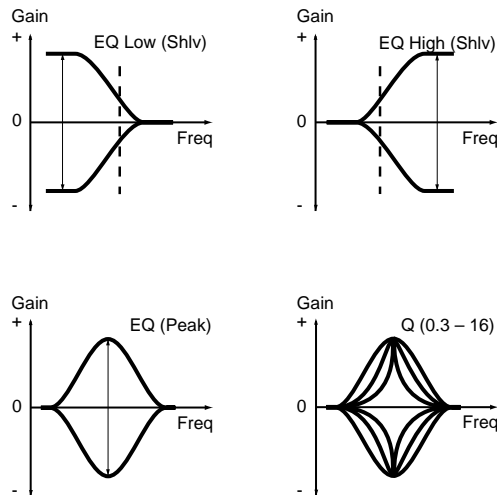 Gain
+
EQ Low (Shlv)
0
Freq
-
Gain
+
EQ High (Shlv)
0
Freq
-
Gain
+
EQ (Peak)
0
Freq
-
Gain
+
Q (0.3 – 16)
0
Freq
-